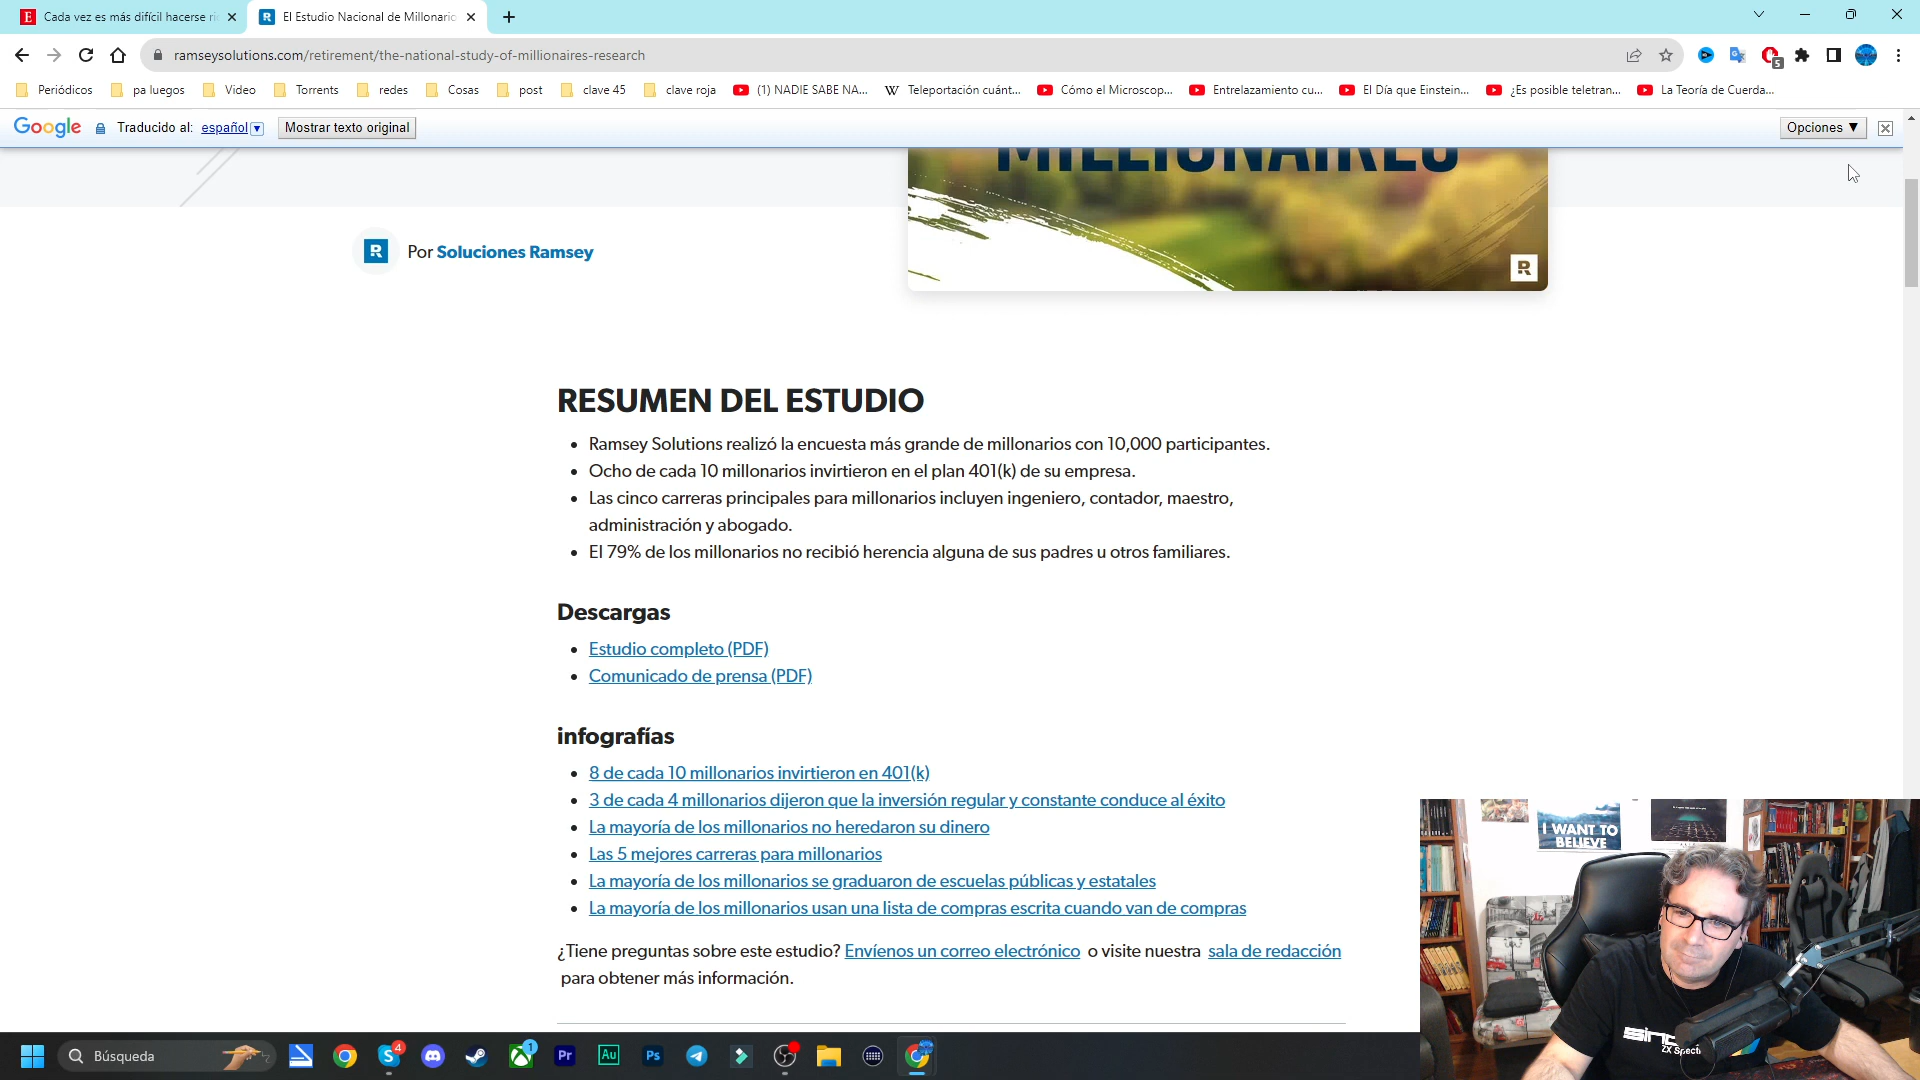 Cada vez es más difícil hacerse ri
El Estudio Nacional de Millonario
ramseysolutions.com/retirement/the-national-study-of-millionaires-research
5
Periódicos
pa luegos
Video
Torrents
redes
Cosas
post
clave 45
clave roja
(1) NADIE SABE NA...
Teleportación cuánt...
Cómo el Microscop...
Entrelazamiento cu...
El Día que Einstein...
¿Es posible teletran...
La Teoría de Cuerda...
Google
Traducido al: español
Mostrar texto original
Opciones ▼
MILLIONAIRES
R
R
Por Soluciones Ramsey
RESUMEN DEL ESTUDIO
• Ramsey Solutions realizó la encuesta más grande de millonarios con 10,000 participantes.
• Ocho de cada 10 millonarios invirtieron en el plan 401(k) de su empresa.
• Las cinco carreras principales para millonarios incluyen ingeniero, contador, maestro,
administración y abogado.
• El 79% de los millonarios no recibió herencia alguna de sus padres u otros familiares.
Descargas
• Estudio completo (PDF)
• Comunicado de prensa (PDF)
infografías
• 8 de cada 10 millonarios invirtieron en 401(k)
• 3 de cada 4 millonarios dijeron que la inversión regular y constante conduce al éxito
• La mayoría de los millonarios no heredaron su dinero
• Las 5 mejores carreras para millonarios
• La mayoría de los millonarios se graduaron de escuelas públicas y estatales
• La mayoría de los millonarios usan una lista de compras escrita cuando van de compras
¿Tiene preguntas sobre este estudio? Envíenos un correo electrónico o visite nuestra sala de redacción
para obtener más información.
I WANT TO
BELIEVE
ZX Spect
Búsqueda
4
1
Pr
Au
Ps